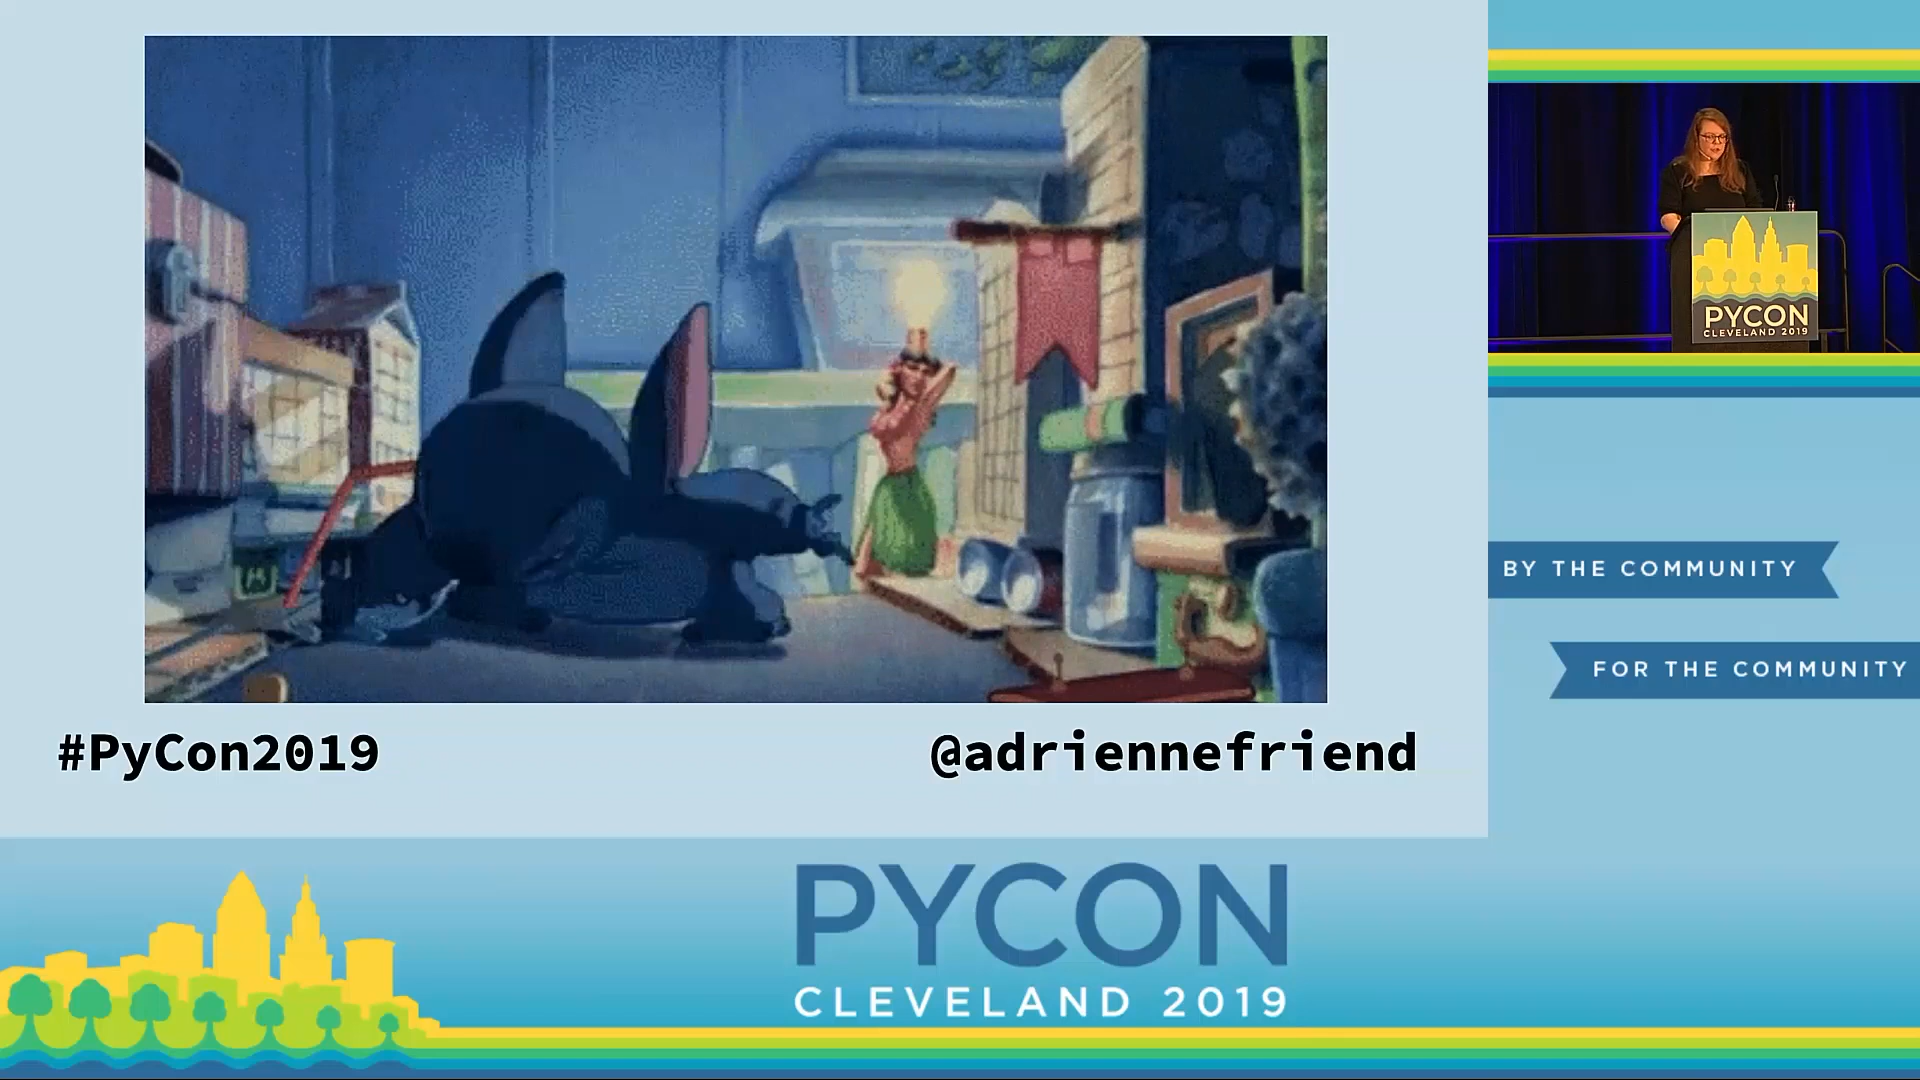 #PyCon2019
@adriennefriend
PYCON
CLEVELAND 2019
BY THE COMMUNITY
FOR THE COMMUNITY
PYCON
CLEVELAND 2019